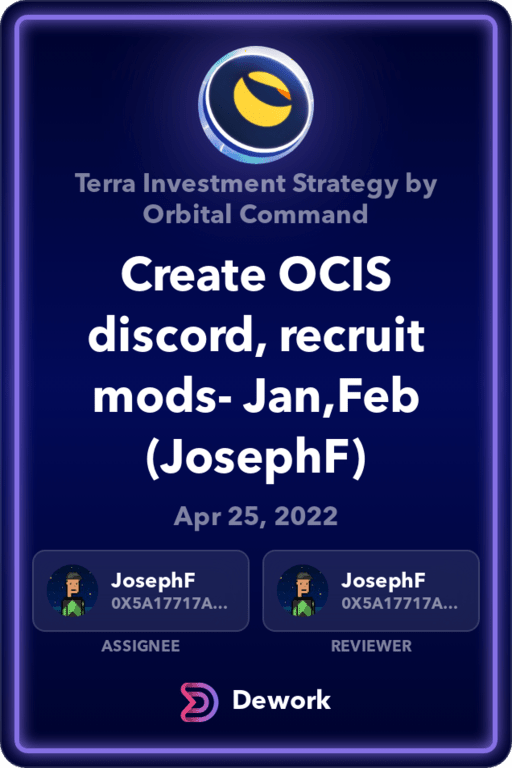 Terra Investment Strategy by
Orbital Command
Create OCIS
discord, recruit
mods- Jan,Feb
(JosephF)
Apr 25, 2022
JosephF
0X5A17717A...
ASSIGNEE
JosephF
0X5A17717A...
REVIEWER
Dework